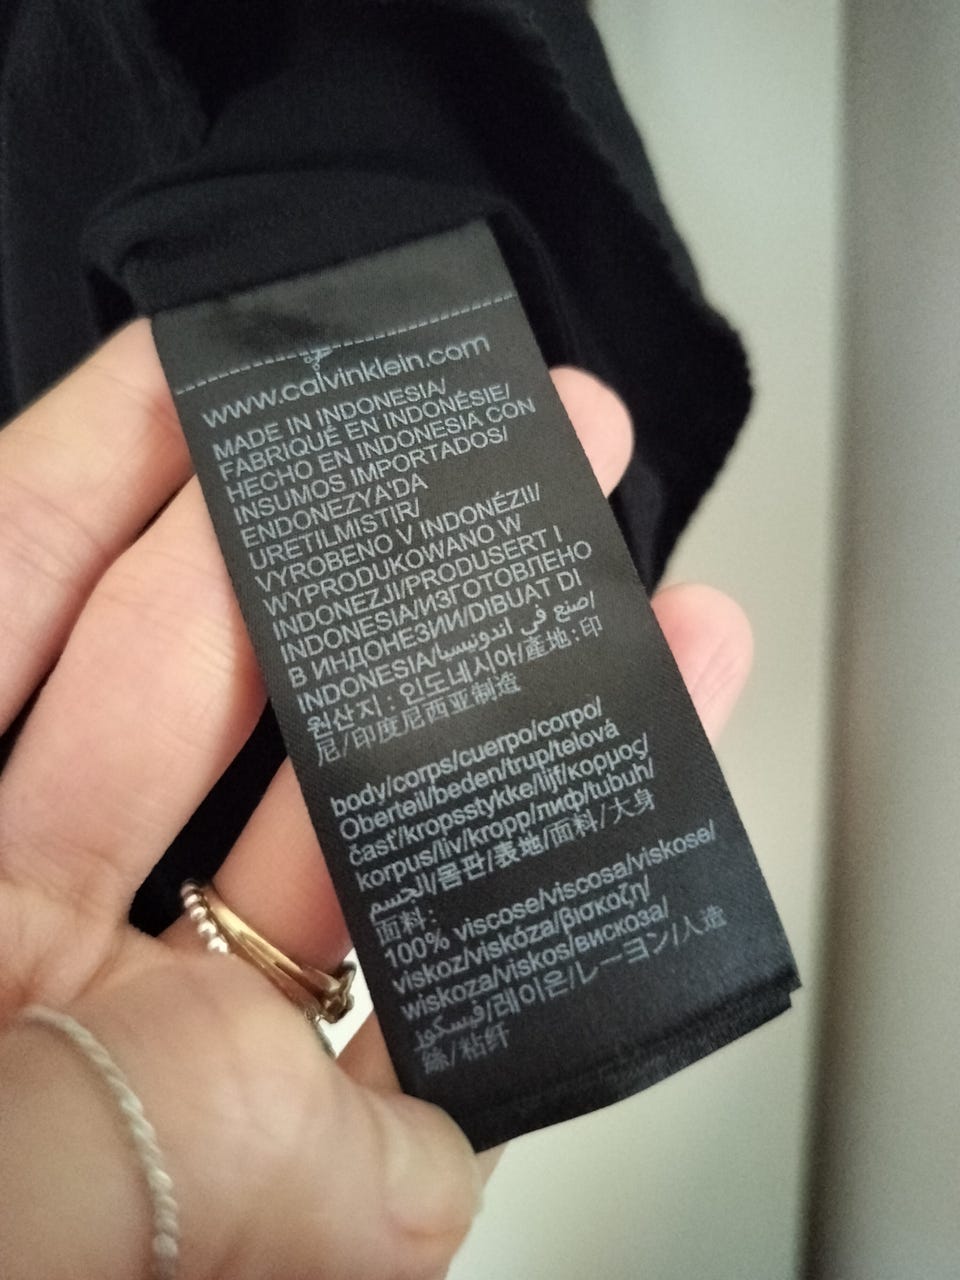 www.calvinklein.com
MADE IN INDONESIA/
FABRIQUÉ EN INDONÉSIE/
HECHO EN INDONESIA CON
INSUMOS IMPORTADOS/
ENDONEZYA'DA
URETILMISTIR/
VYROBENO V INDONÉZII/
WYPRODUKOWANO W
INDONEZJI/PRODUSERT I
INDONESIA/ИЗГОТОВЛЕНО
В ИНДОНЕЗИИ/DIBUAT DI
INDONESIA/صنع في اندونيسيا/
원산지: 인도네시아/產地:印
尼/印度尼西亚制造
body/corps/cuerpo/corpo/
Oberteil/beden/trup/telová
časť/kropsstykke/lijf/κορμος/
korpus/liv/kropp/лиф/tubuh/
الجسم/몸판/表地/面料/大身
面料:
100% viscose/viscosa/viskose/
viskoz/viskóza/βισκόζη/
wiskoza/viskos/вискоза/
فيسكوز/레이온/レーヨン/人造
絲/粘纤